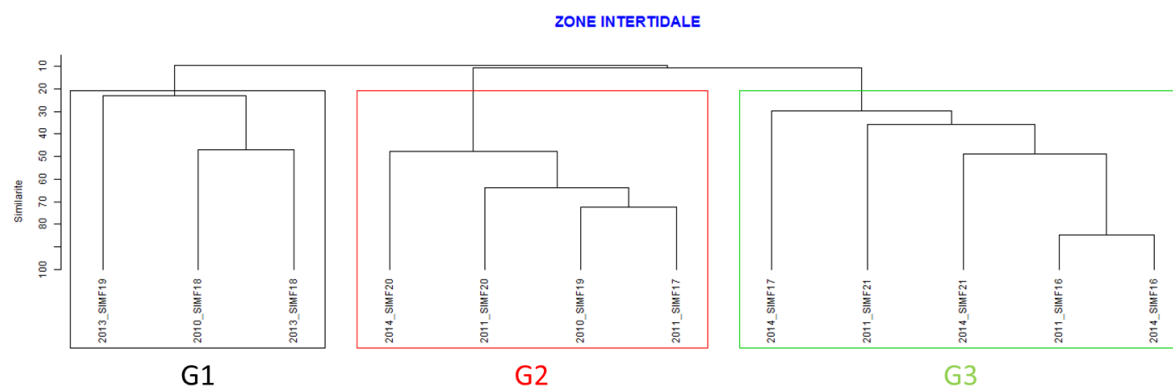 ZONE INTERTIDALE
Similarite
10
20
30
40
50
60
70
80
100
2013_SIMF19
2010_SIMF18
2013_SIMF18
2014_SIMF20
2011_SIMF20
2010_SIMF19
2011_SIMF17
2014_SIMF17
2011_SIMF21
2014_SIMF21
2011_SIMF16
2014_SIMF16
G1 G2 G3